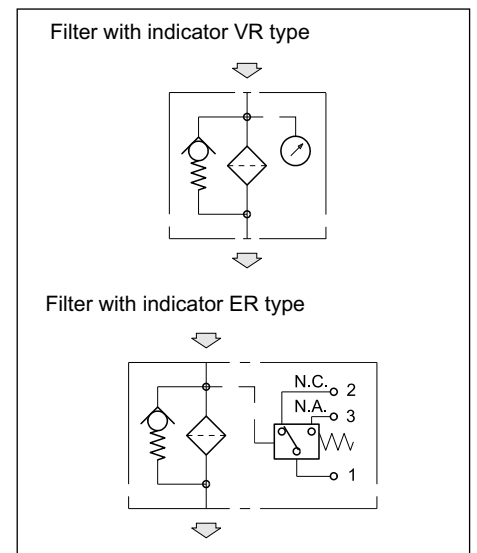 Filter with indicator VR type
Filter with indicator ER type
N.C. 2
N.A. 3
1